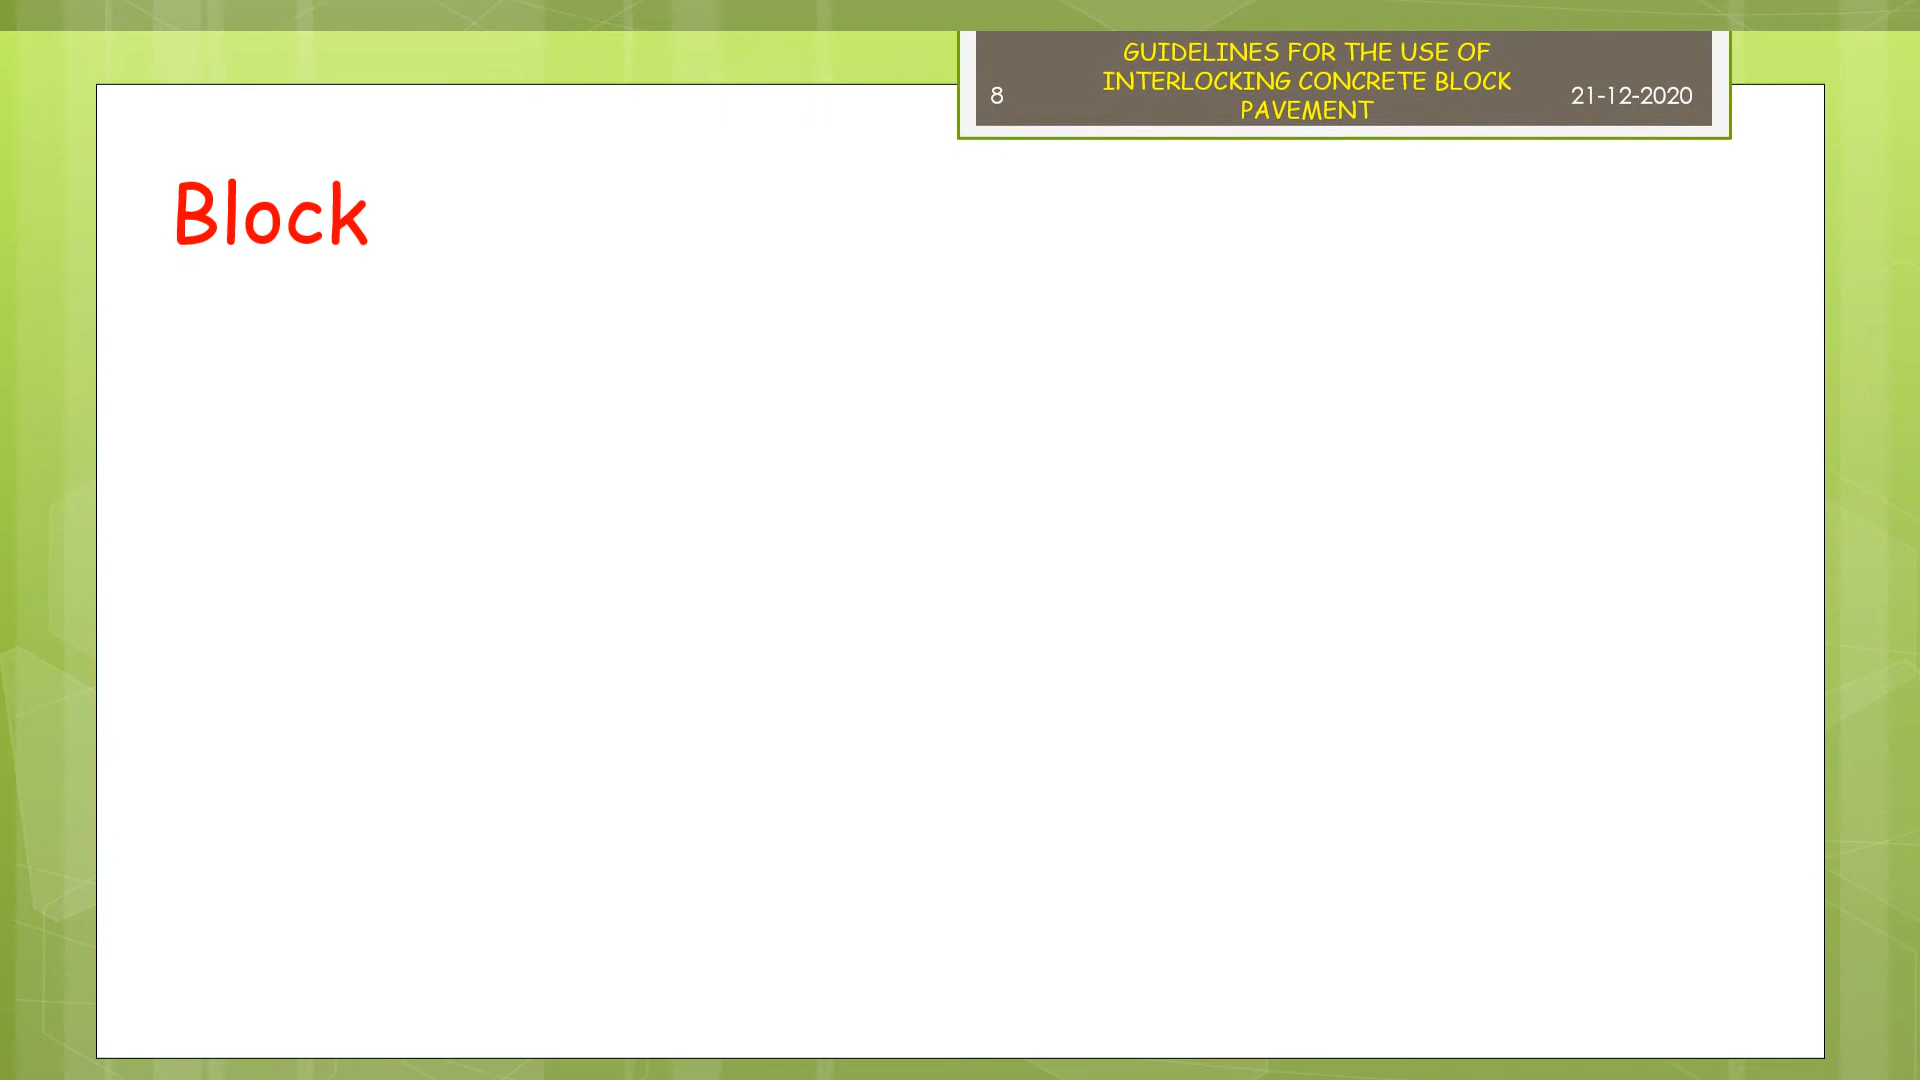 8
GUIDELINES FOR THE USE OF
INTERLOCKING CONCRETE BLOCK
PAVEMENT
21-12-2020
Block